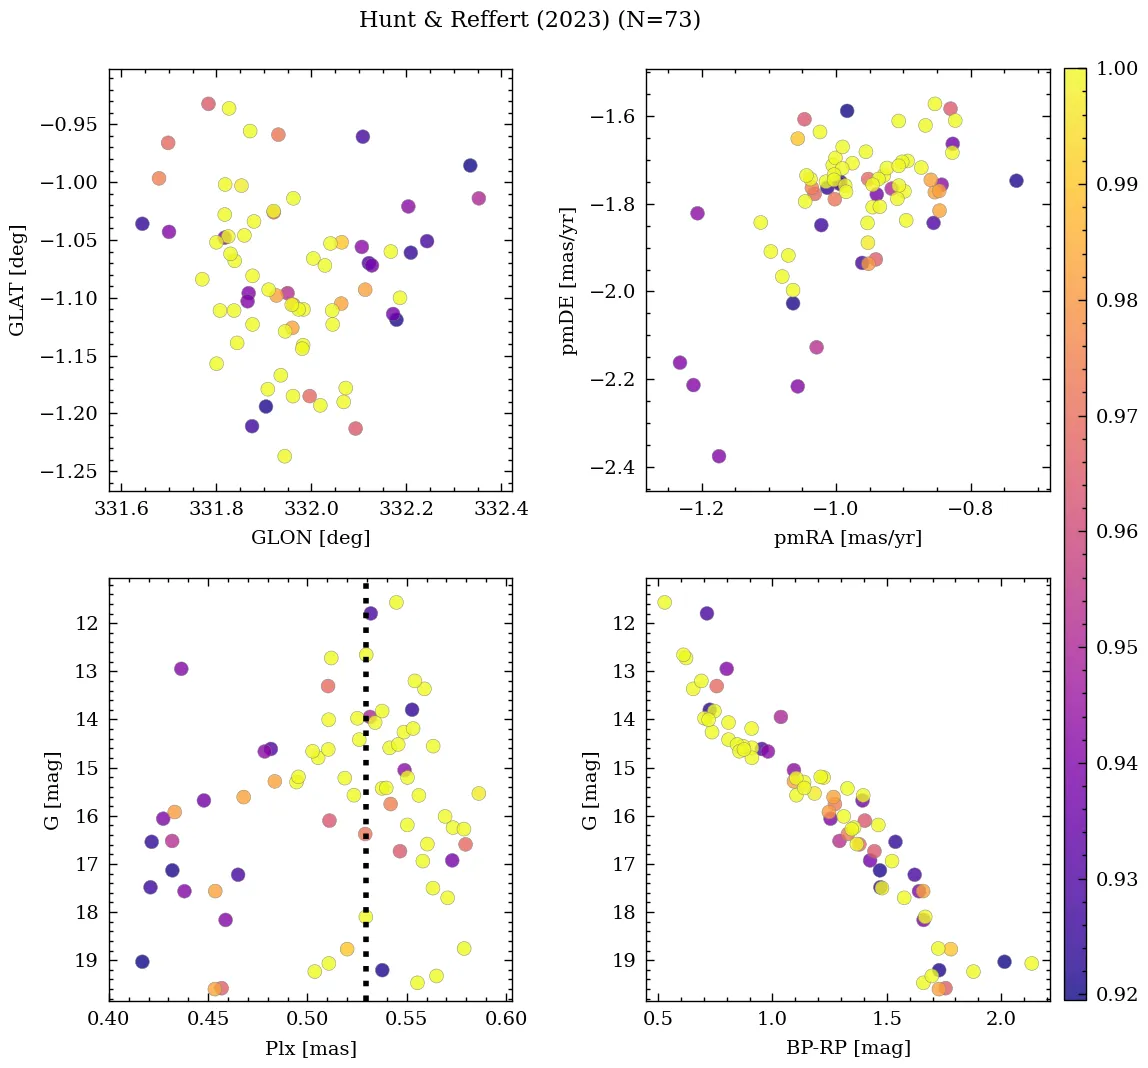 Hunt & Reffert (2023) (N=73)
−0.95
−1.00
−1.05
−1.10
−1.15
−1.20
−1.25
GLAT [deg]
331.6 331.8 332.0 332.2 332.4
GLON [deg]
−1.6
−1.8
−2.0
−2.2
−2.4
pmDE [mas/yr]
−1.2 −1.0 −0.8
pmRA [mas/yr]
1.00
0.99
0.98
0.97
0.96
0.95
0.94
0.93
0.92
12
13
14
15
16
17
18
19
G [mag]
0.40 0.45 0.50 0.55 0.60
Plx [mas]
12
13
14
15
16
17
18
19
G [mag]
0.5 1.0 1.5 2.0
BP-RP [mag]